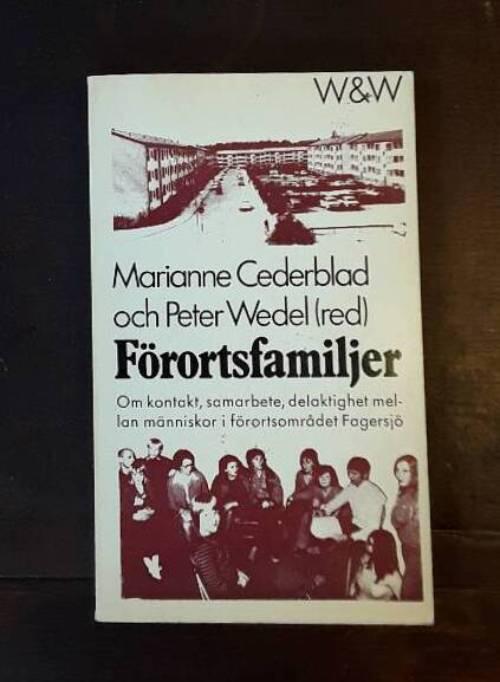 W&W
Marianne Cederblad
och Peter Wedel (red)
Förortsfamiljer
Om kontakt, samarbete, delaktighet mel-
lan människor i förortsområdet Fagersjö